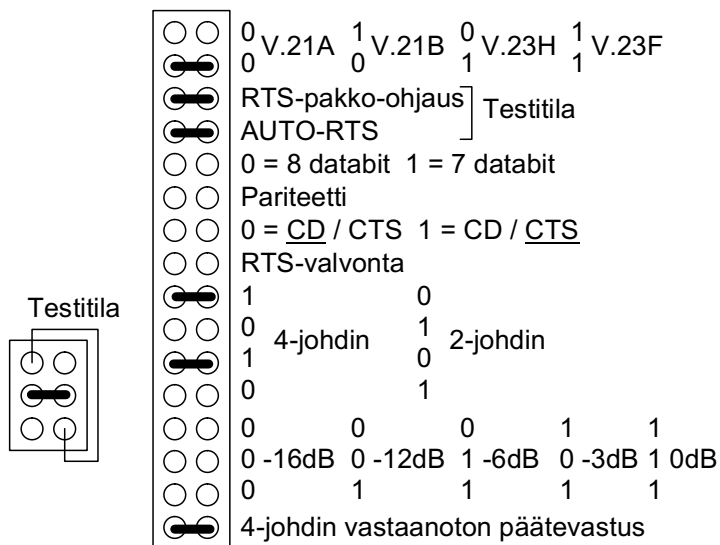 0 V.21A 1 V.21B 0 V.23H 1 V.23F
0 0 1 1
RTS-pakko-ohjaus
Testitila
AUTO-RTS
0 = 8 databit 1 = 7 databit
Pariteetti
0 = CD / CTS 1 = CD / CTS
RTS-valvonta
Testitila
1 0
0 1
4-johdin 2-johdin
1 0
0 1
0 0 0 1 1
0 -16dB 0 -12dB 1 -6dB 0 -3dB 1 0dB
0 1 1 1 1
4-johdin vastaanoton päätevastus